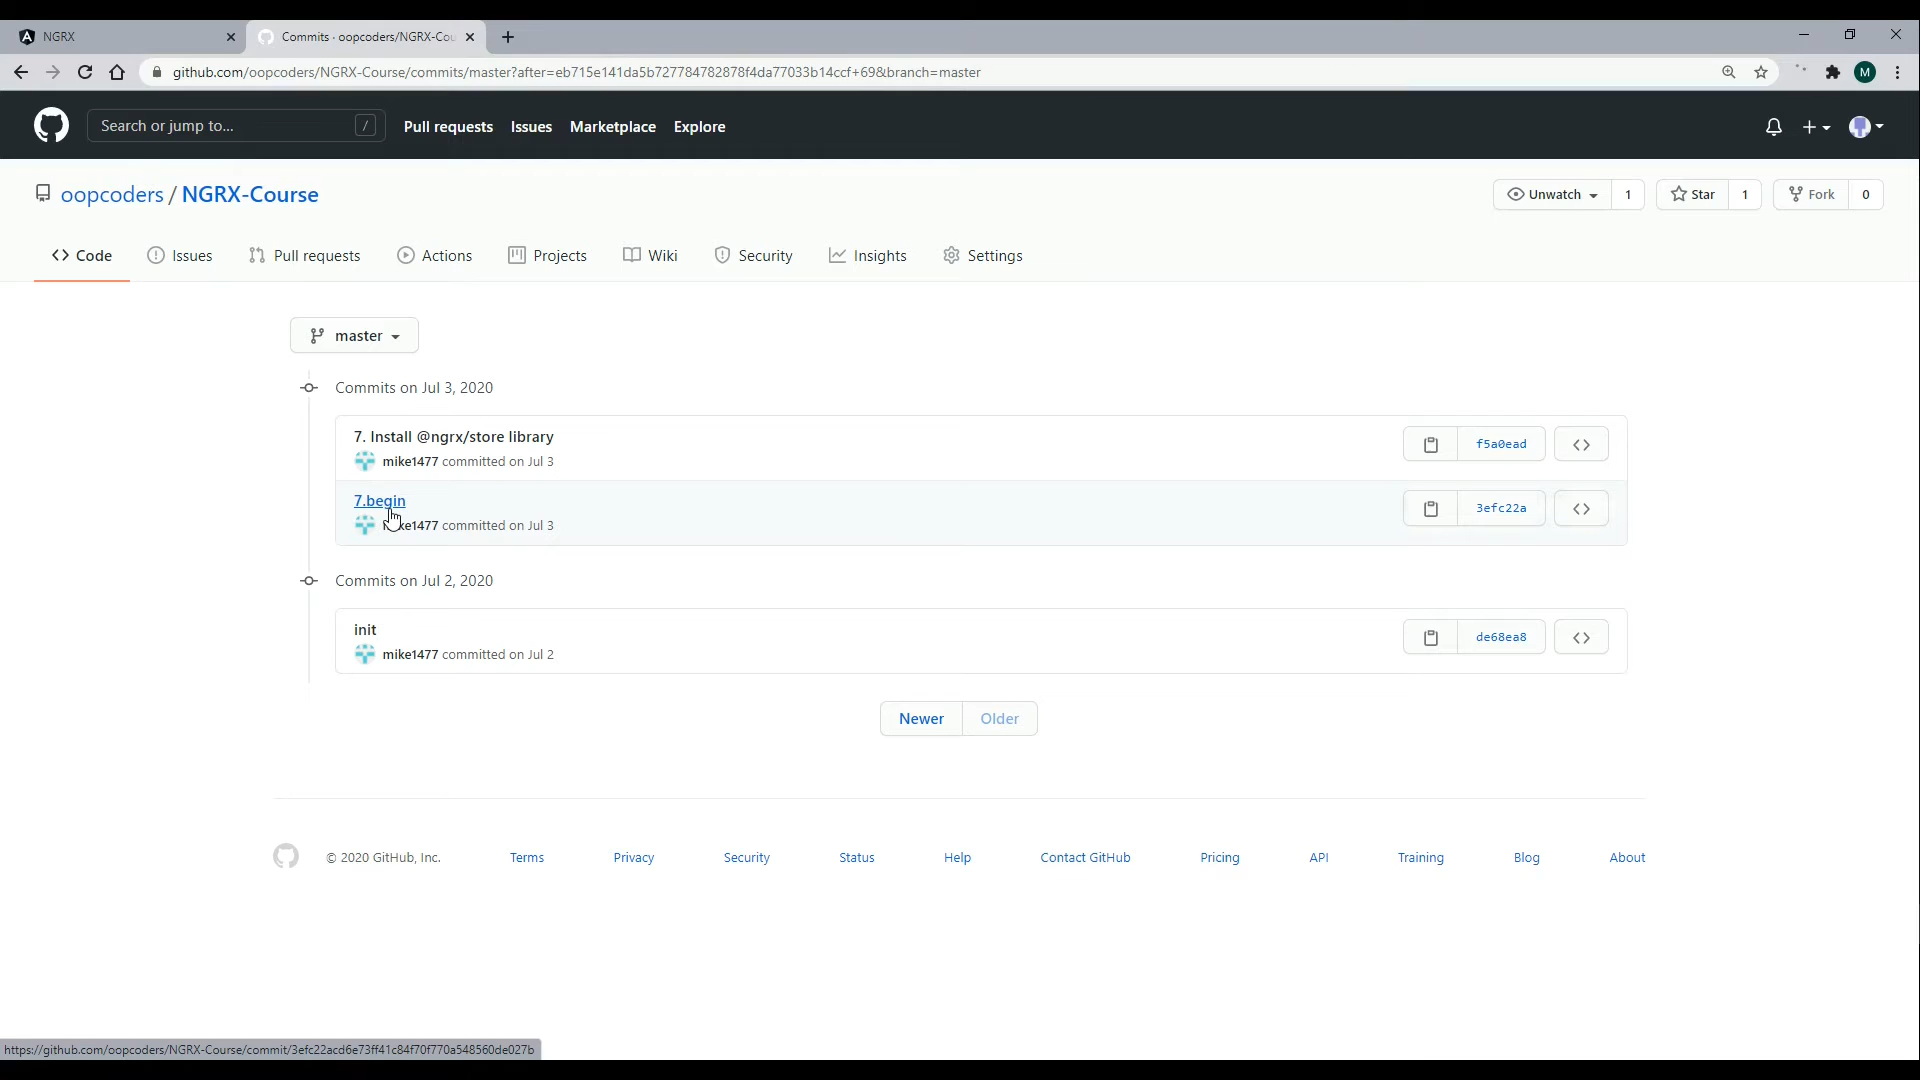 NGRX
Commits · oopcoders/NGRX-Cou
github.com/oopcoders/NGRX-Course/commits/master?after=eb715e141da5b727784782878f4da77033b14ccf+69&branch=master
M
Search or jump to...
/
Pull requests
Issues
Marketplace
Explore
oopcoders / NGRX-Course
Unwatch
1
Star
1
Fork
0
Code
Issues
Pull requests
Actions
Projects
Wiki
Security
Insights
Settings
master
Commits on Jul 3, 2020
7. Install @ngrx/store library
mike1477 committed on Jul 3
f5a0ead
7.begin
ke1477 committed on Jul 3
3efc22a
Commits on Jul 2, 2020
init
mike1477 committed on Jul 2
de68ea8
Newer
Older
© 2020 GitHub, Inc.
Terms
Privacy
Security
Status
Help
Contact GitHub
Pricing
API
Training
Blog
About
https://github.com/oopcoders/NGRX-Course/commit/3efc22acd6e73ff41c84f70f770a548560de027b